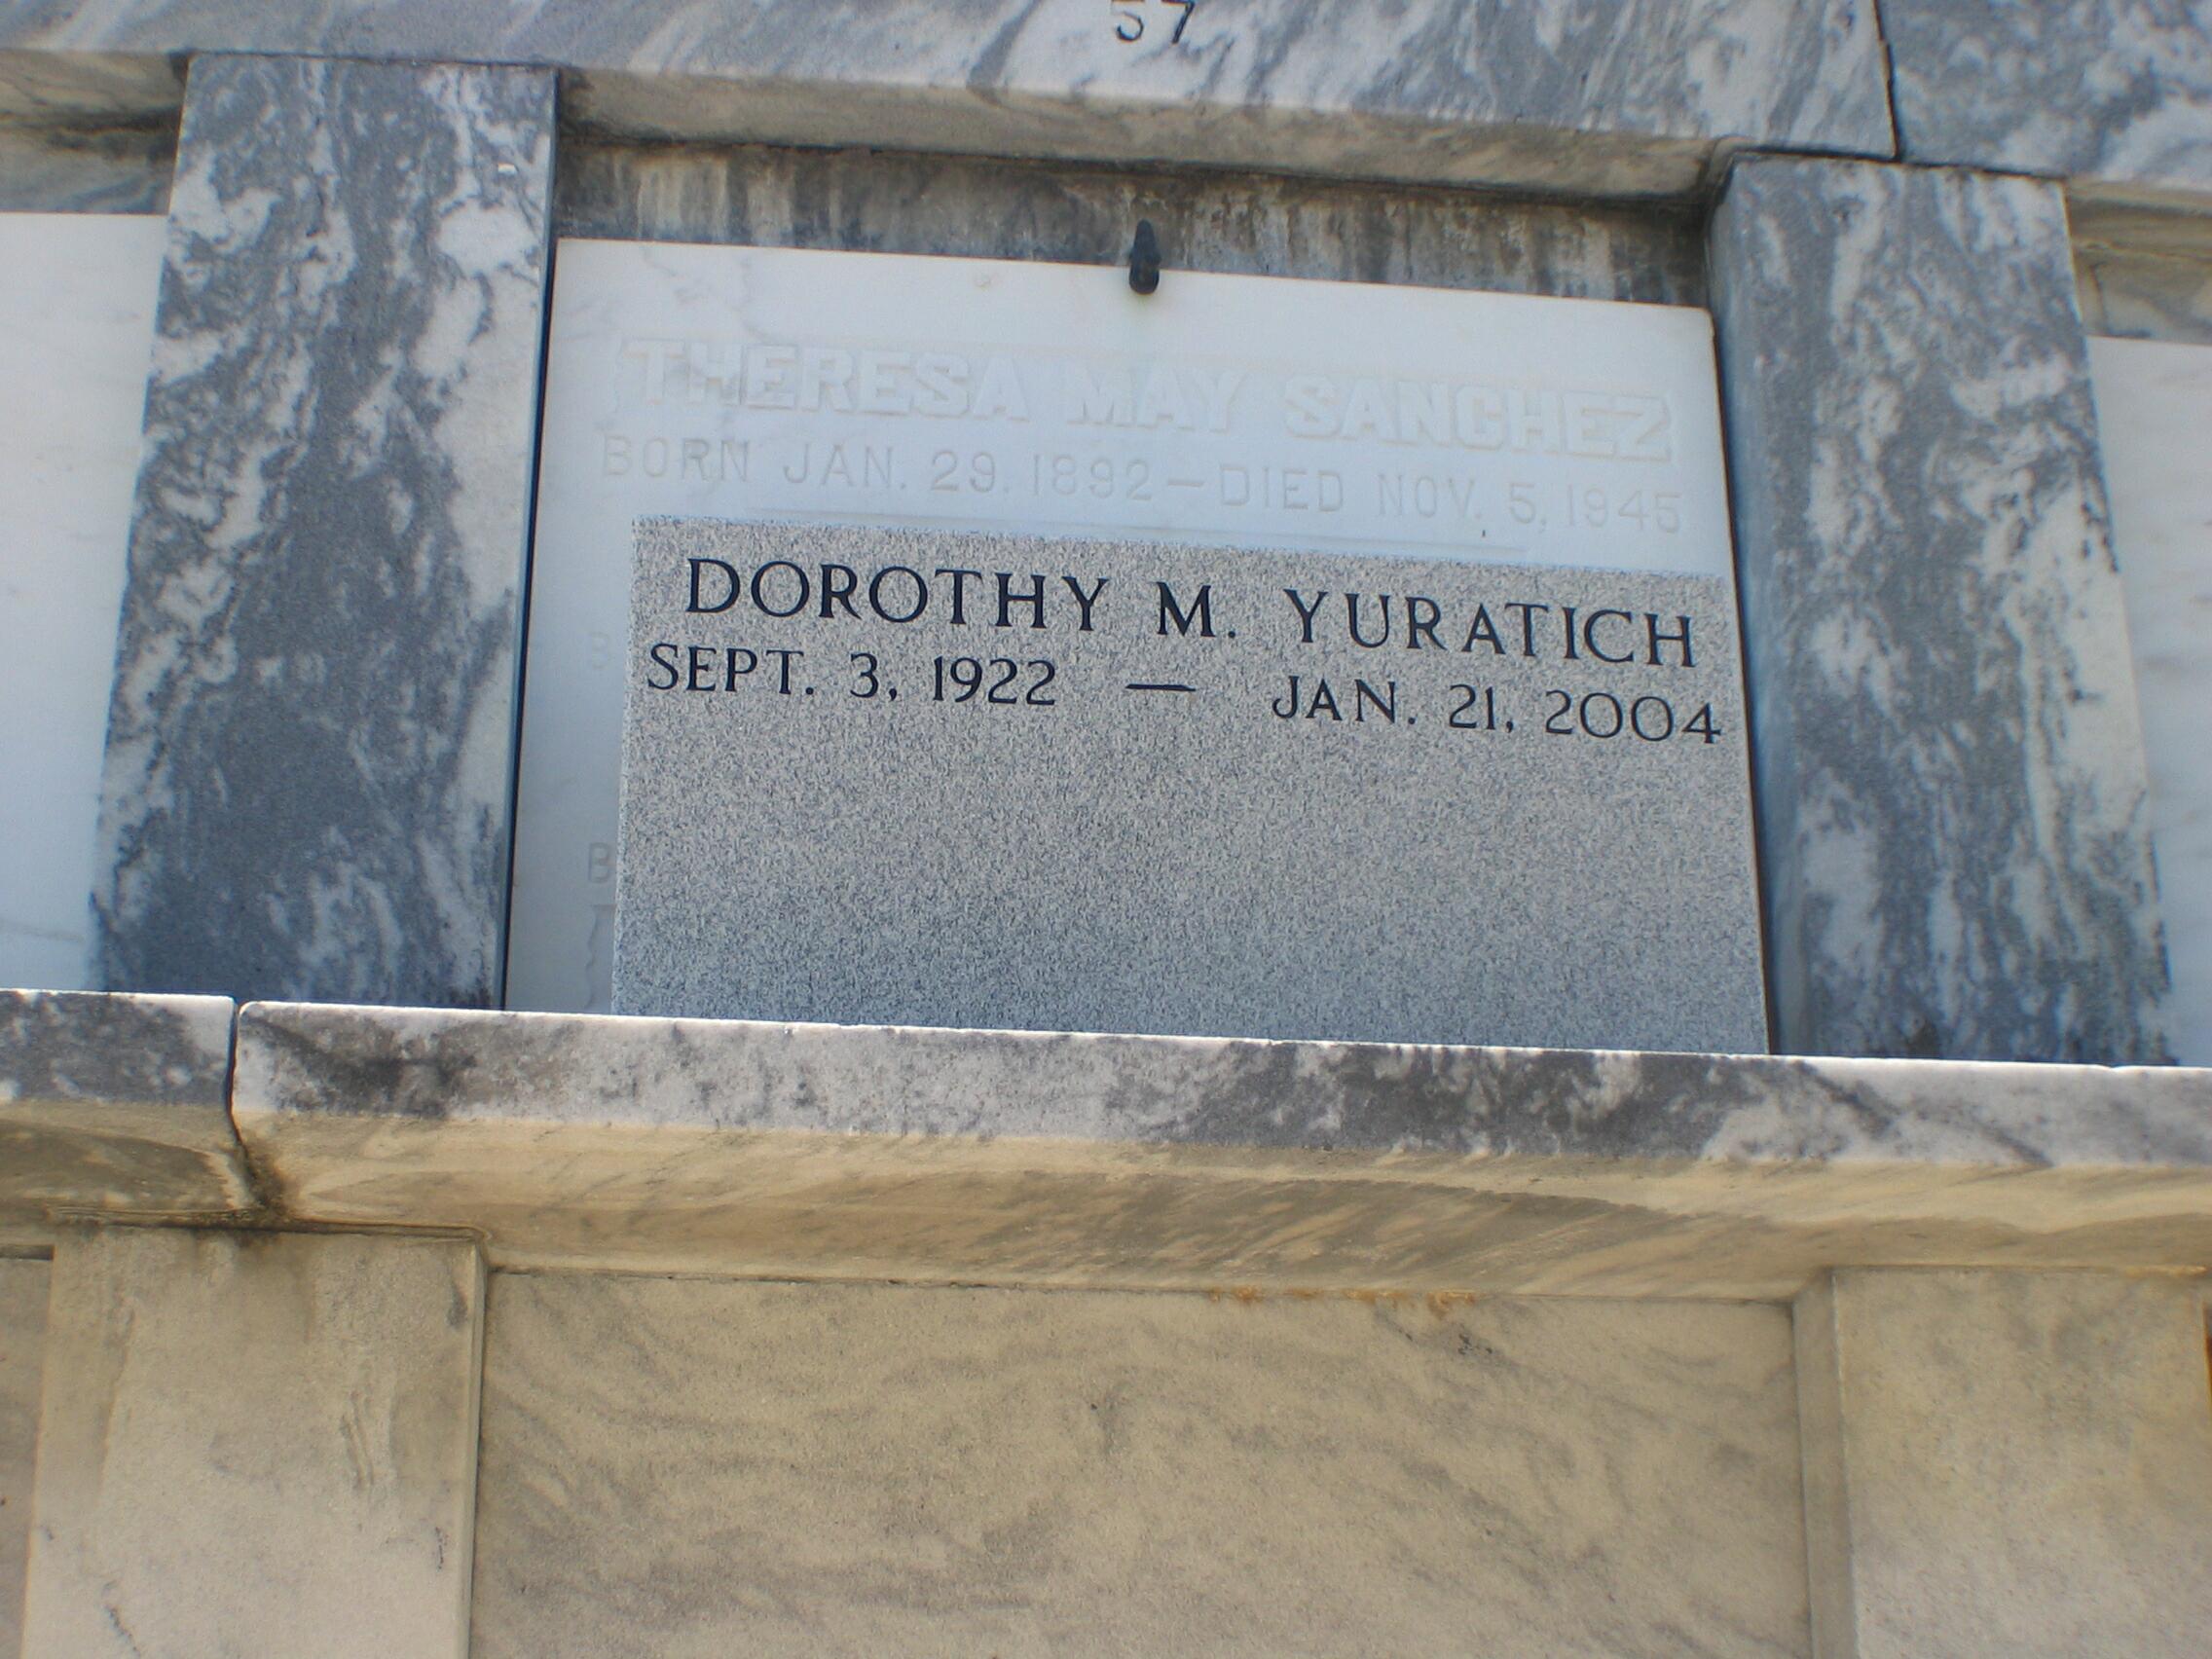 57
THERESA MAY SANCHEZ
BORN JAN. 29. 1892 — DIED NOV. 5, 1945
DOROTHY M. YURATICH
SEPT. 3, 1922 — JAN. 21, 2004
B
B